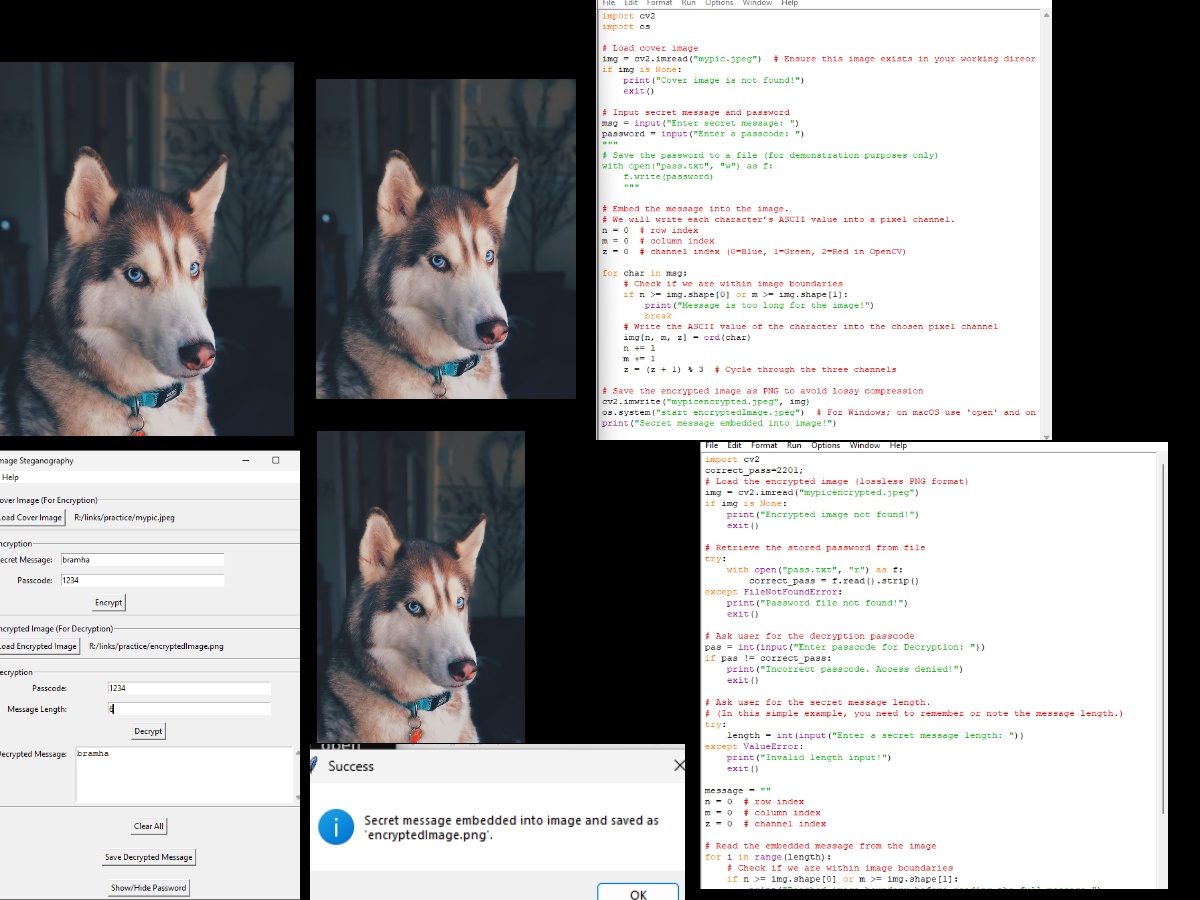 File Edit Format Run Options Window Help
import cv2
import os
# Load cover image
img = cv2.imread("mypic.jpeg")  # Ensure this image exists in your working direor
if img is None:
    print("Cover image is not found!")
    exit()
# Input secret message and password
msg = input("Enter secret message: ")
password = input("Enter a passcode: ")
"""
# Save the password to a file (for demonstration purposes only)
with open("pass.txt", "w") as f:
    f.write(password)
    """
# Embed the message into the image.
# We will write each character's ASCII value into a pixel channel.
n = 0  # row index
m = 0  # column index
z = 0  # channel index (0=Blue, 1=Green, 2=Red in OpenCV)
for char in msg:
    # Check if we are within image boundaries
    if n >= img.shape[0] or m >= img.shape[1]:
        print("Message is too long for the image!")
        break
    # Write the ASCII value of the character into the chosen pixel channel
    img[n, m, z] = ord(char)
    n += 1
    m += 1
    z = (z + 1) % 3  # Cycle through the three channels
# Save the encrypted image as PNG to avoid lossy compression
cv2.imwrite("mypicencrypted.jpeg", img)
os.system("start encryptedImage.jpeg")  # For Windows; on macOS use 'open' and on
print("Secret message embedded into image!")
mage Steganography
Help
over Image (For Encryption)
oad Cover Image R:/links/practice/mypic.jpeg
ncryption
ecret Message: bramha
Passcode: 1234
Encrypt
ncrypted Image (For Decryption)
oad Encrypted Image R:/links/practice/encryptedImage.png
ecryption
Passcode: 1234
Message Length: 6
Decrypt
ecrypted Message: bramha
Clear All
Save Decrypted Message
Show/Hide Password
Success
Secret message embedded into image and saved as
'encryptedImage.png'.
OK
File Edit Format Run Options Window Help
import cv2
correct_pass=2201;
# Load the encrypted image (lossless PNG format)
img = cv2.imread("mypicencrypted.jpeg")
if img is None:
    print("Encrypted image not found!")
    exit()
# Retrieve the stored password from file
try:
    with open("pass.txt", "r") as f:
        correct_pass = f.read().strip()
except FileNotFoundError:
    print("Password file not found!")
    exit()
# Ask user for the decryption passcode
pas = int(input("Enter passcode for Decryption: "))
if pas != correct_pass:
    print("Incorrect passcode. Access denied!")
    exit()
# Ask user for the secret message length.
# (In this simple example, you need to remember or note the message length.)
try:
    length = int(input("Enter a secret message length: "))
except ValueError:
    print("Invalid length input!")
    exit()
message = ""
n = 0  # row index
m = 0  # column index
z = 0  # channel index
# Read the embedded message from the image
for i in range(length):
    # Check if we are within image boundaries
    if n >= img.shape[0] or m >= img.shape[1]: